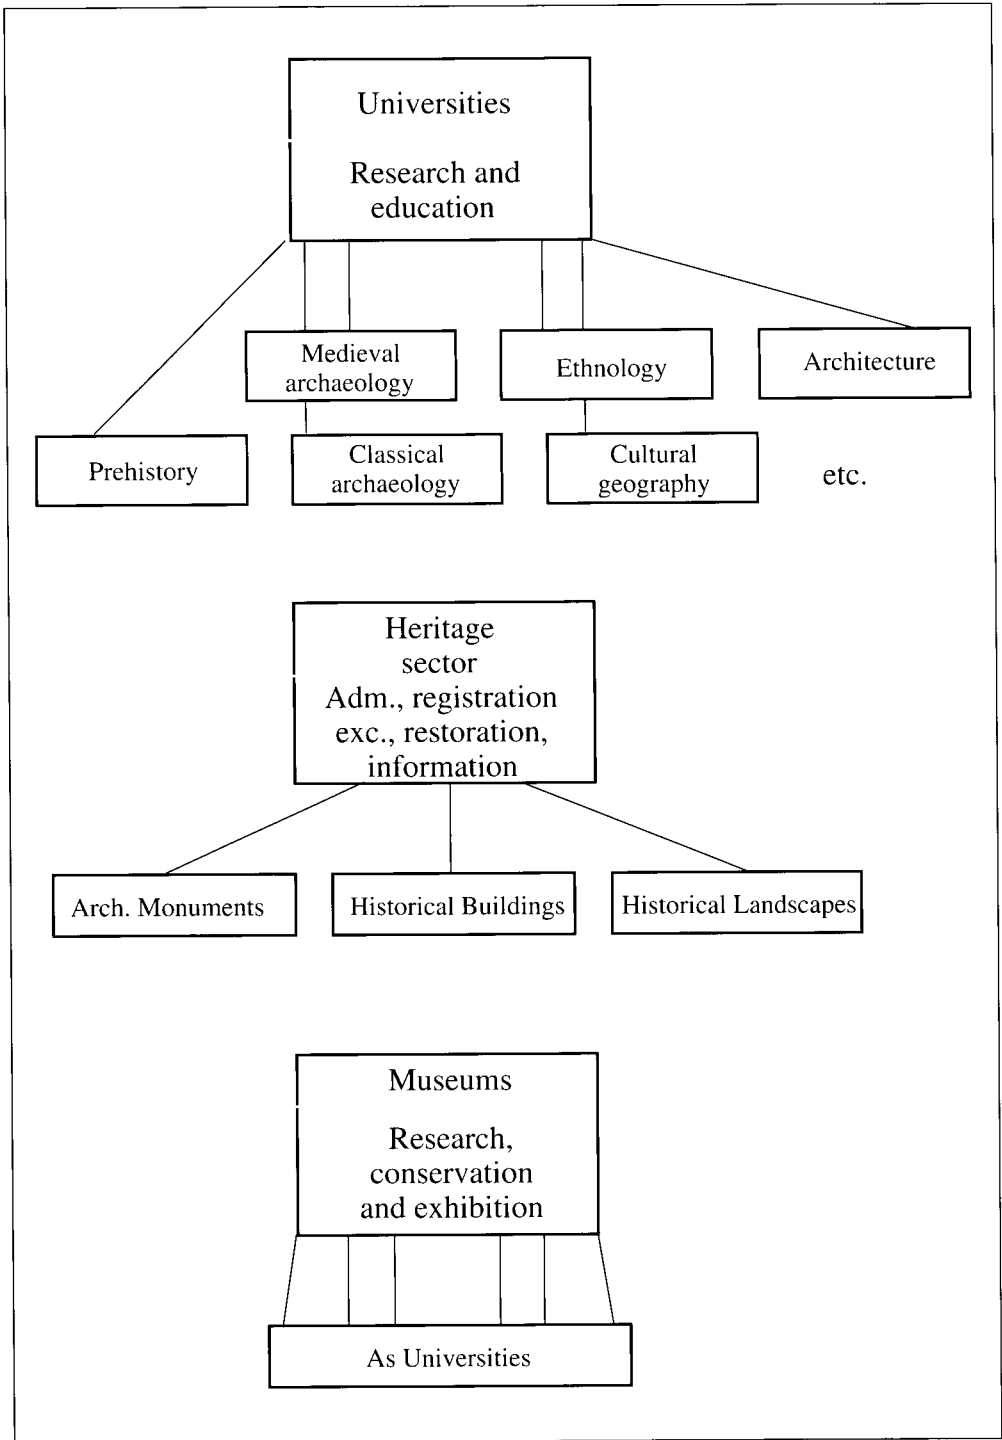 Universities
Research and
education
Medieval
archaeology
Ethnology
Architecture
Prehistory
Classical
archaeology
Cultural
geography
etc.
Heritage
sector
Adm., registration
exc., restoration,
information
Arch. Monuments
Historical Buildings
Historical Landscapes
Museums
Research,
conservation
and exhibition
As Universities